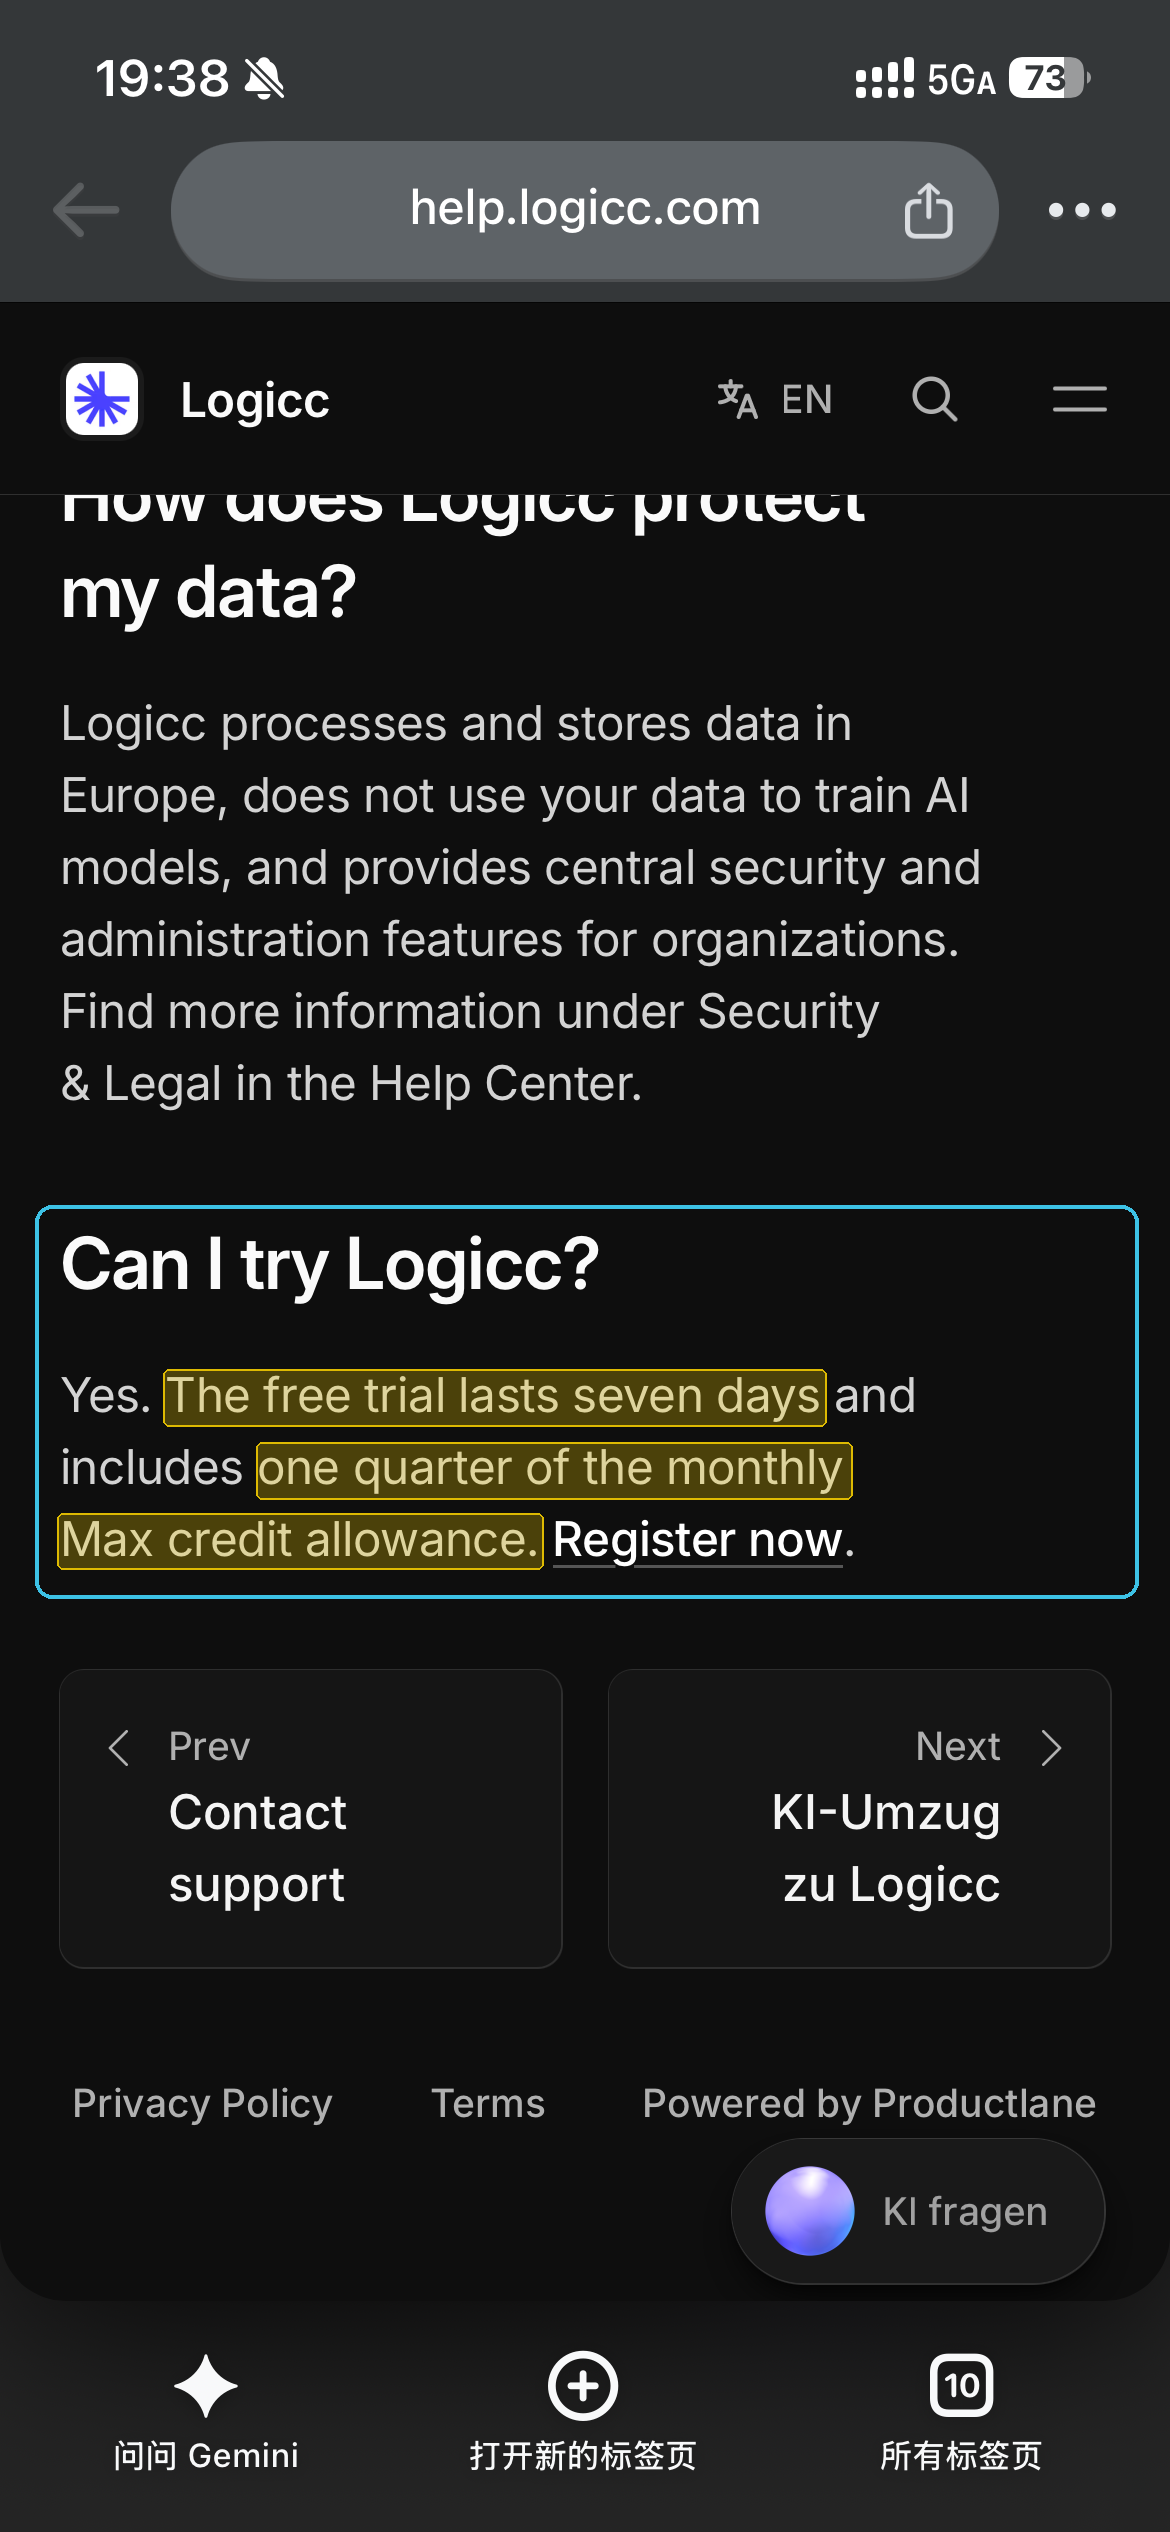 19:38
5GA 73
help.logicc.com
Logicc
EN
How does Logicc protect
my data?
Logicc processes and stores data in
Europe, does not use your data to train AI
models, and provides central security and
administration features for organizations.
Find more information under Security
& Legal in the Help Center.
Can I try Logicc?
Yes. The free trial lasts seven days and
includes one quarter of the monthly
Max credit allowance. Register now.
Prev
Contact
support
Next
KI-Umzug
zu Logicc
Privacy Policy
Terms
Powered by Productlane
KI fragen
问问 Gemini
打开新的标签页
10
所有标签页